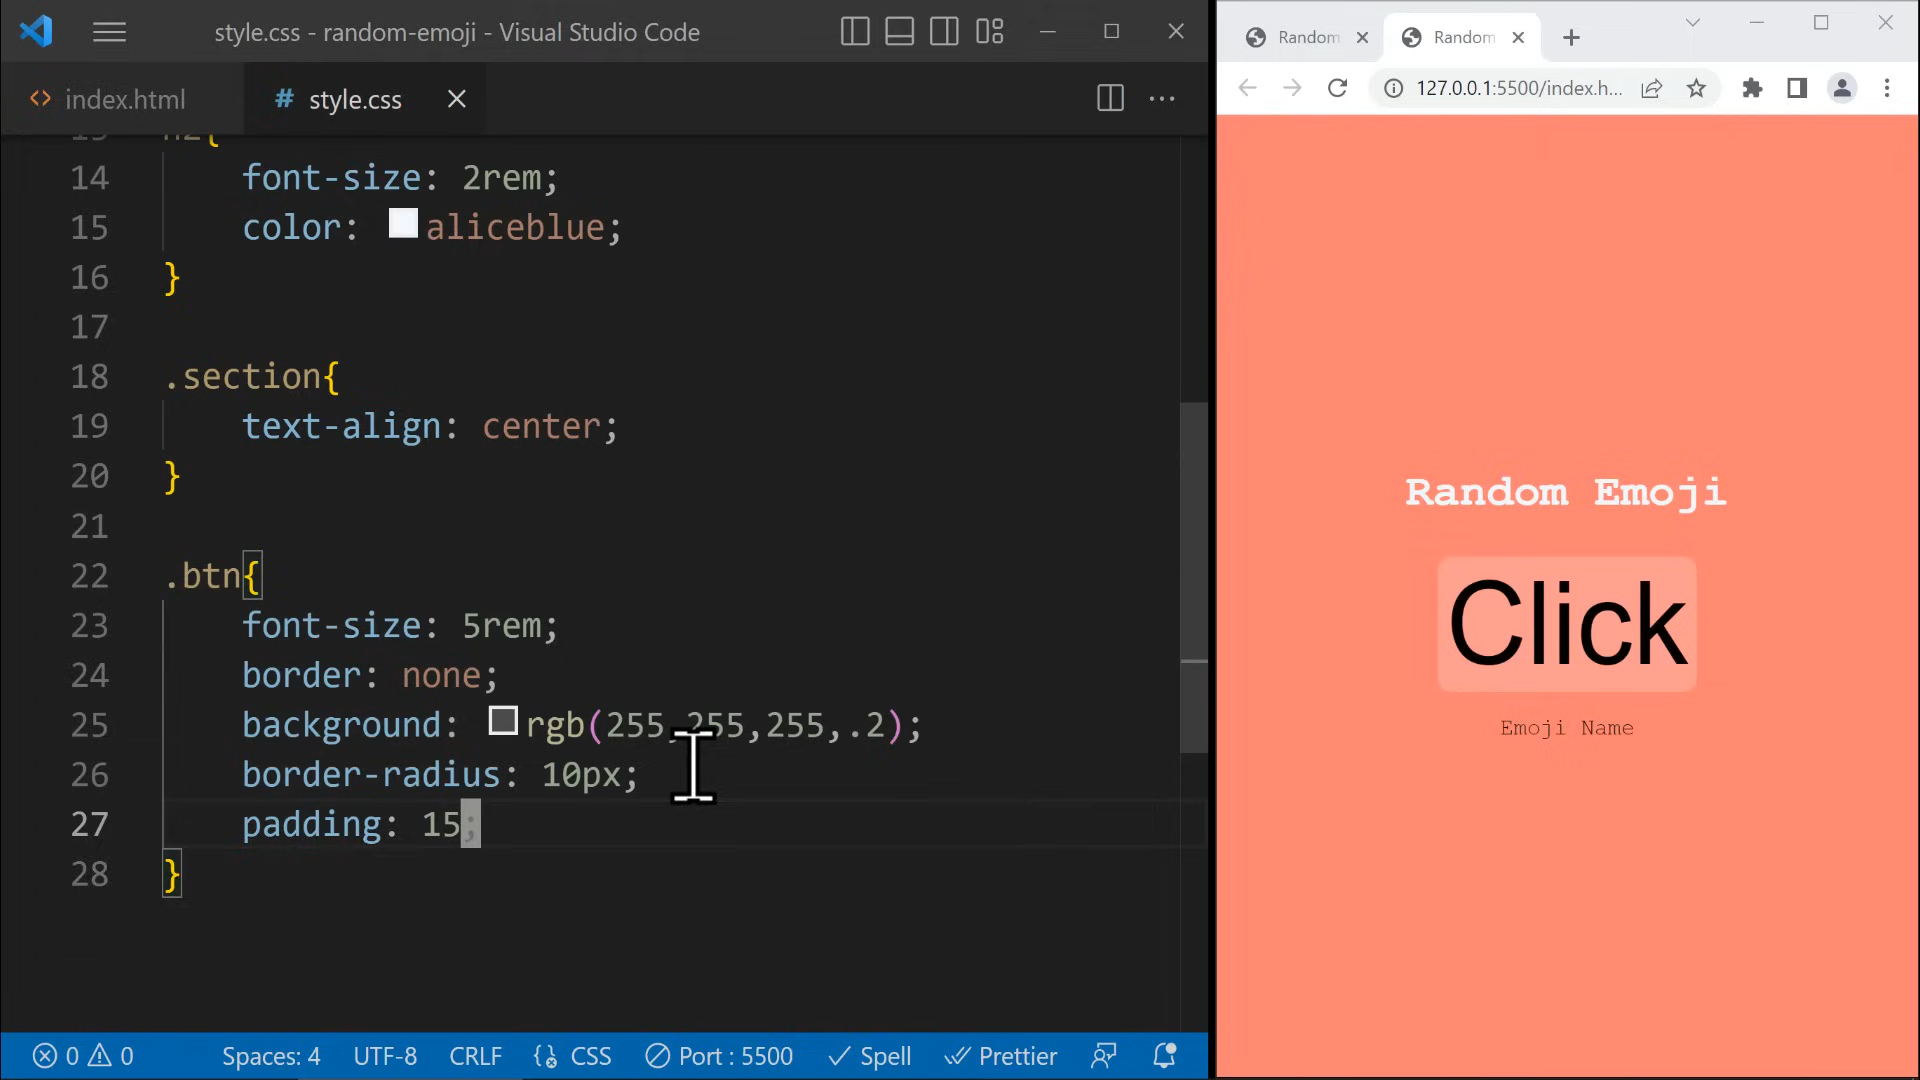 style.css - random-emoji - Visual Studio Code
index.html
# style.css
14 font-size: 2rem;
15 color: aliceblue;
16 }
17
18 .section{
19 text-align: center;
20 }
21
22 .btn{
23 font-size: 5rem;
24 border: none;
25 background: rgb(255,255,255,.2);
26 border-radius: 10px;
27 padding: 15;
28 }
0 0 Spaces: 4 UTF-8 CRLF CSS Port : 5500 Spell Prettier
Random Random
127.0.0.1:5500/index.h...
Random Emoji
Click
Emoji Name